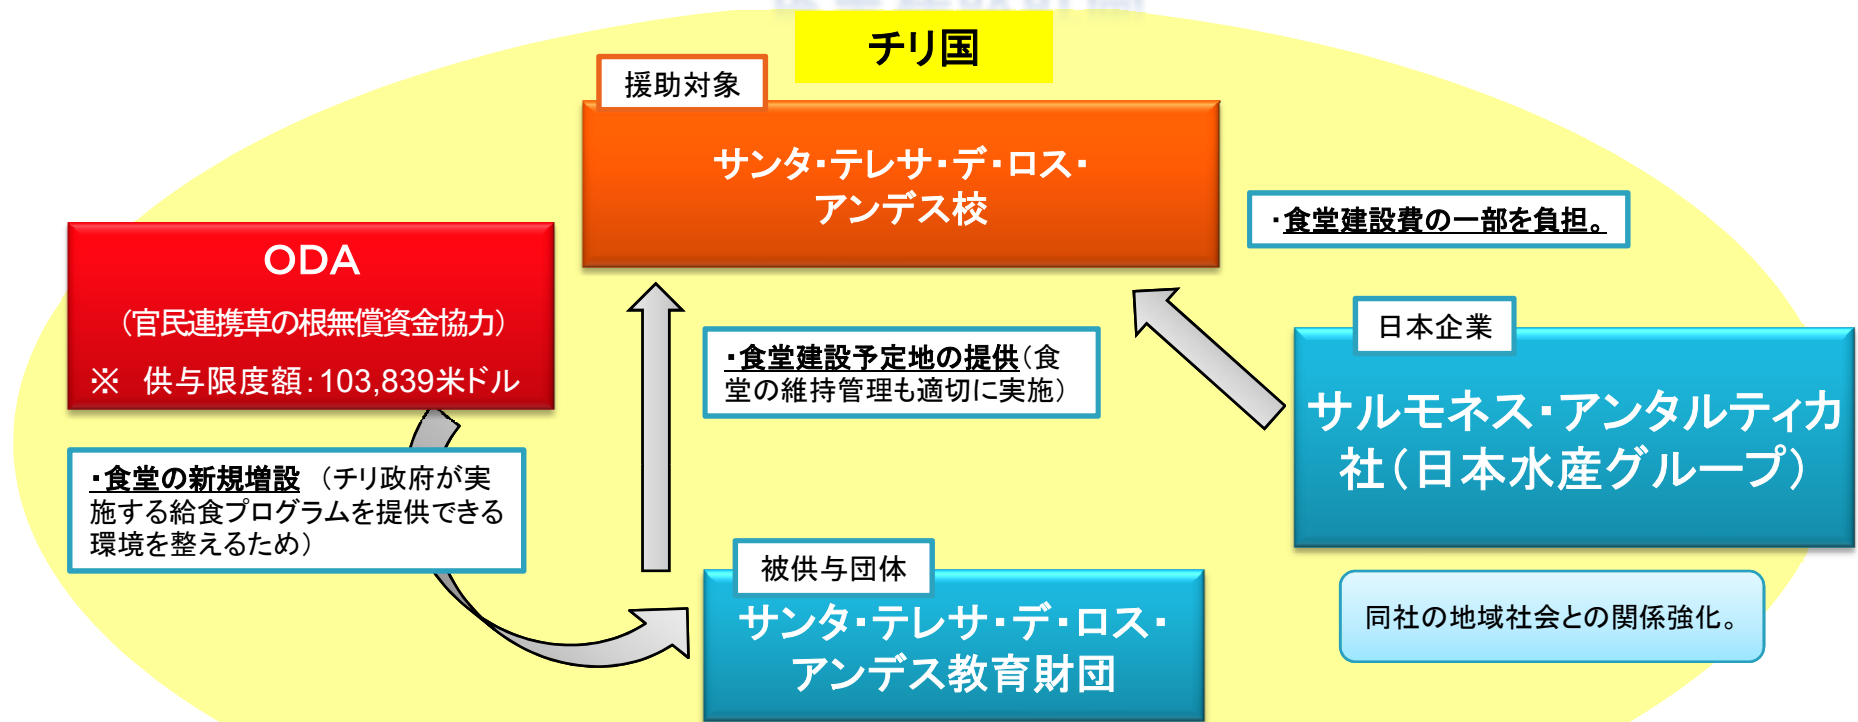 チリ国
援助対象
サンタ・テレサ・デ・ロス・
アンデス校
・食堂建設費の一部を負担。
ODA
（官民連携草の根無償資金協力）
※　供与限度額：103,839米ドル
日本企業
・食堂建設予定地の提供（食
堂の維持管理も適切に実施）
サルモネス・アンタルティカ
社（日本水産グループ）
・食堂の新規増設　（チリ政府が実
施する給食プログラムを提供できる
環境を整えるため）
被供与団体
サンタ・テレサ・デ・ロス・
アンデス教育財団
同社の地域社会との関係強化。